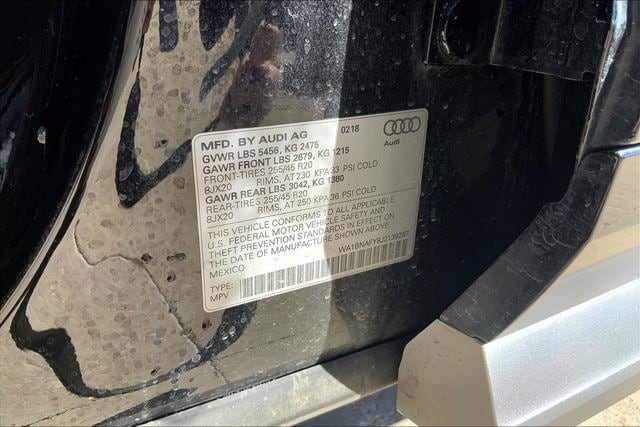 MFD. BY AUDI AG 0218
Audi
GVWR LBS 5456, KG 2475
GAWR FRONT LBS 2679, KG 1215
FRONT-TIRES 255/45 R20
8JX20 RIMS, AT 230 KPA 33 PSI COLD
GAWR REAR LBS 3042, KG 1380
REAR-TIRES 255/45 R20
8JX20 RIMS, AT 250 KPA 36 PSI COLD
THIS VEHICLE CONFORMS TO ALL APPLICABLE
U.S. FEDERAL MOTOR VEHICLE SAFETY AND
THEFT PREVENTION STANDARDS IN EFFECT ON
THE DATE OF MANUFACTURE SHOWN ABOVE.
MEXICO WA1BNAFY8J2139287
TYPE:
MPV